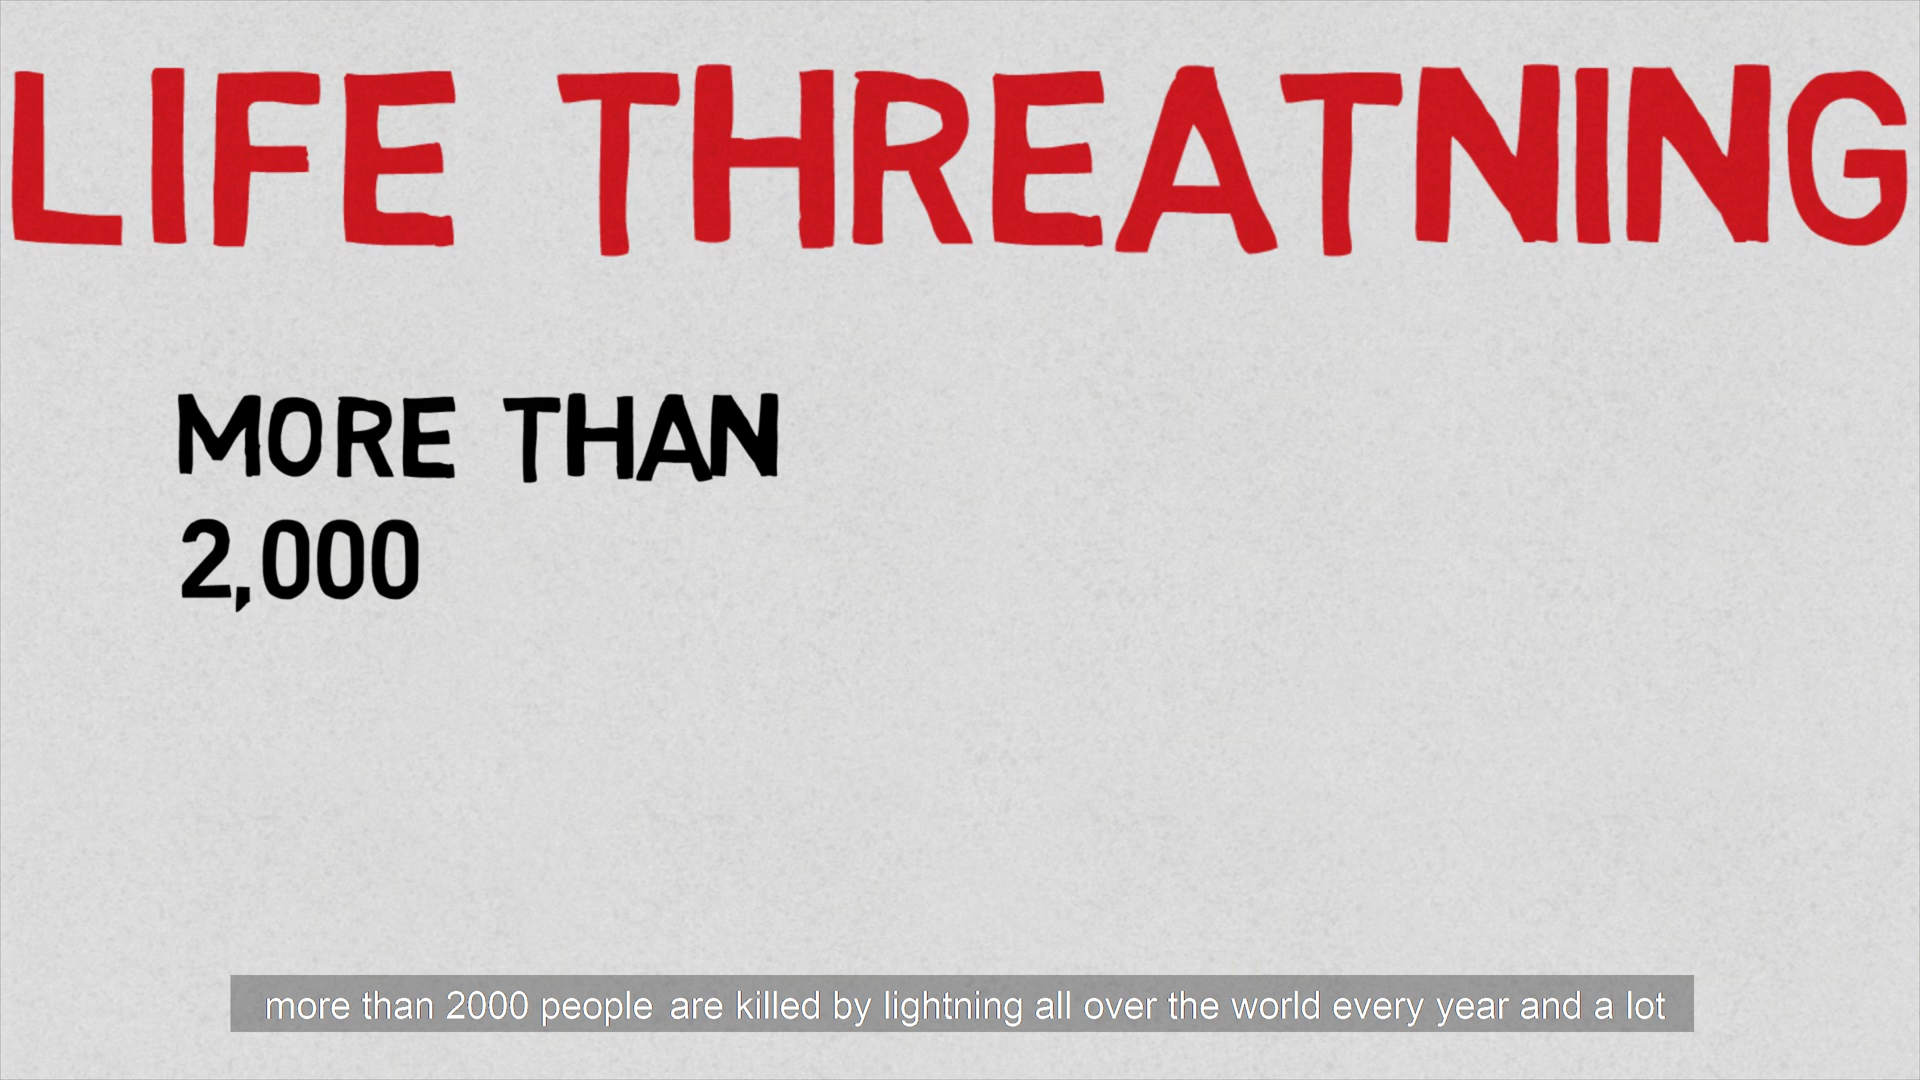 LIFE THREATNING
MORE THAN
2,000
more than 2000 people are killed by lightning all over the world every year and a lot